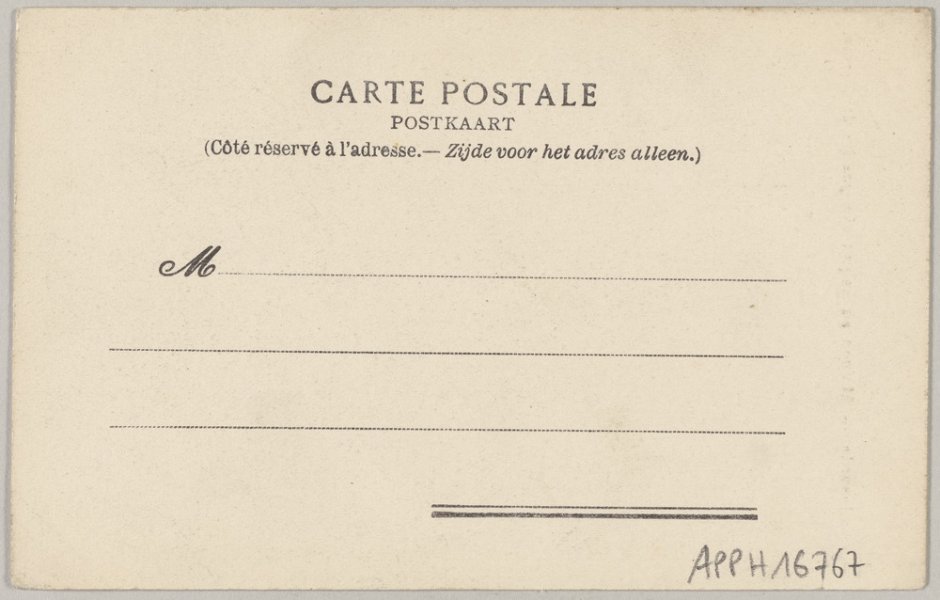 CARTE POSTALE
POSTKAART
(Côté réservé à l'adresse.— Zijde voor het adres alleen.)
M
APPH16767